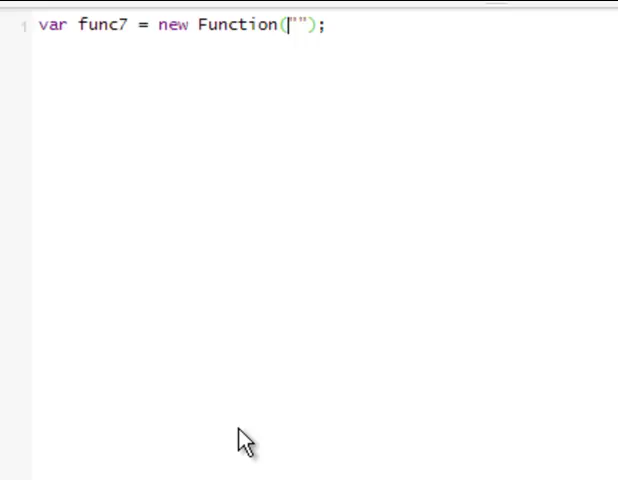 1 var func7 = new Function("");